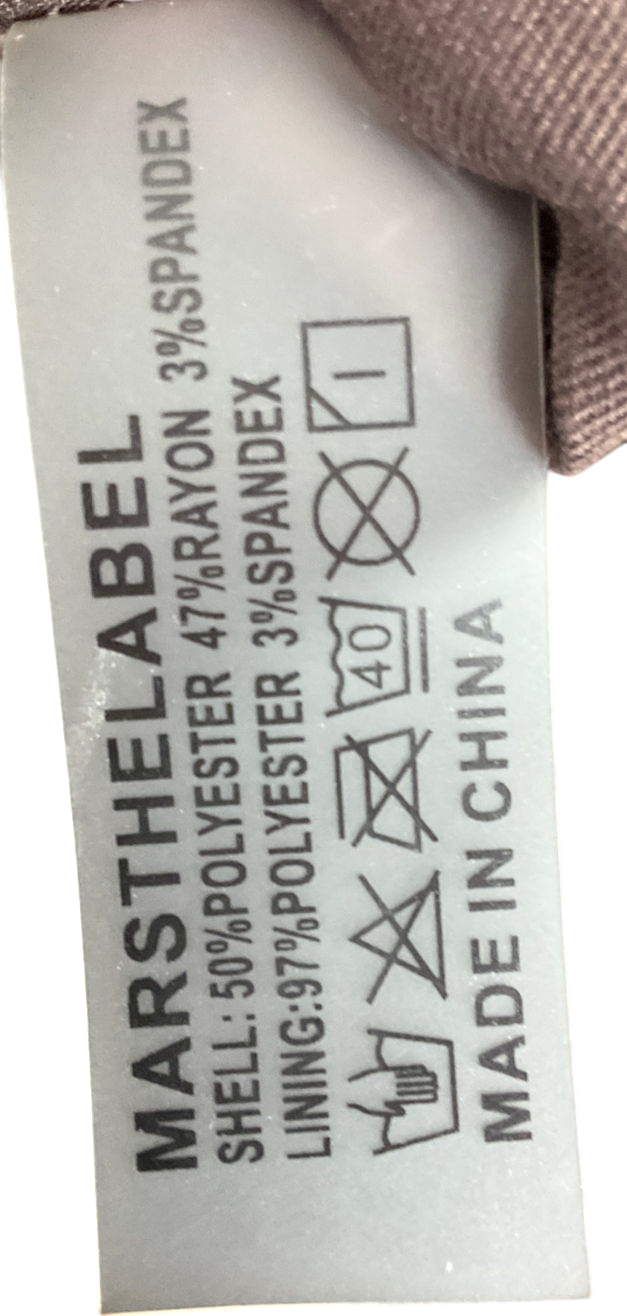 MARSTHELABEL
SHELL: 50%POLYESTER 47%RAYON 3%SPANDEX
LINING:97%POLYESTER 3%SPANDEX
40
MADE IN CHINA